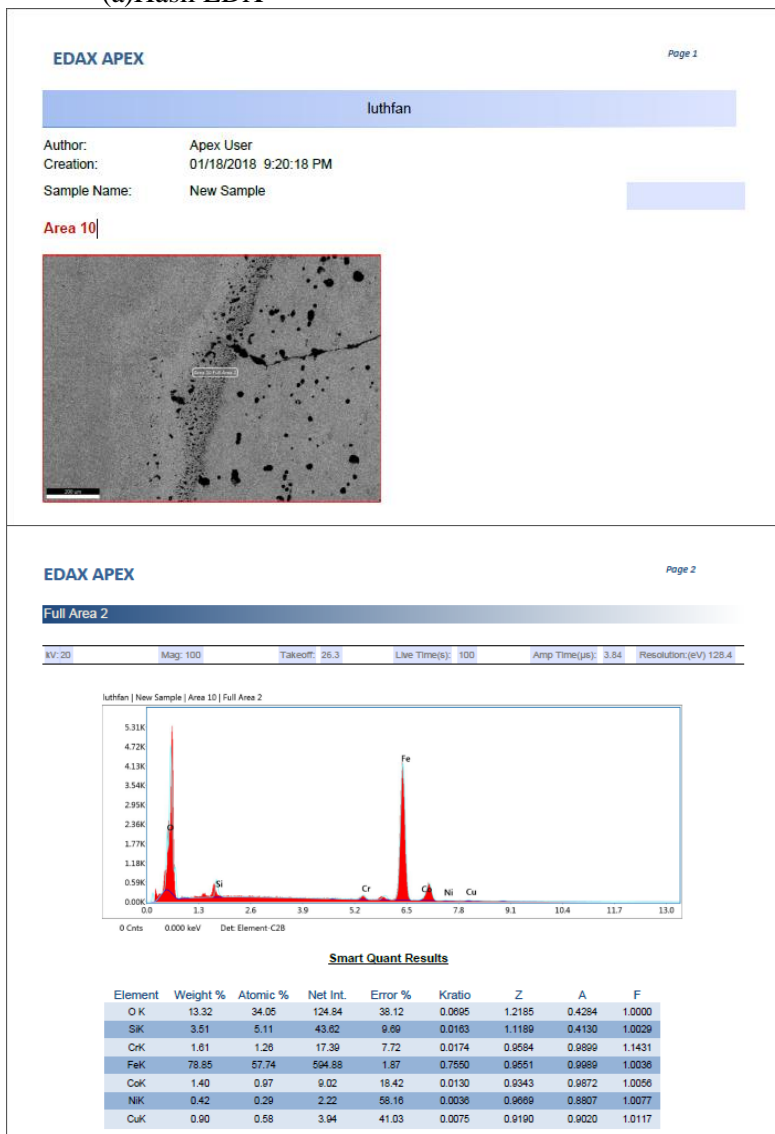 (a)Hasil EDX
EDAX APEX
Page 1
luthfan
Author: Apex User
Creation: 01/18/2018 9:20:18 PM
Sample Name: New Sample
Area 10
200 µm
EDAX APEX
Page 2
Full Area 2
kV: 20 Mag: 100 Takeoff: 26.3 Live Time(s): 100 Amp Time(µs): 3.84 Resolution:(eV) 128.4
luthfan | New Sample | Area 10 | Full Area 2
5.31K
4.72K
4.13K
3.54K
2.95K
2.36K
1.77K
1.18K
0.59K
0.00K
O
Si
Cr
Fe
Co
Ni
Cu
0.0 1.3 2.6 3.9 5.2 6.5 7.8 9.1 10.4 11.7 13.0
0 Cnts 0.000 keV Det: Element-C2B
Smart Quant Results
Element Weight % Atomic % Net Int. Error % Kratio Z A F
O K 13.32 34.05 124.84 38.12 0.0695 1.2185 0.4284 1.0000
SiK 3.51 5.11 43.62 9.69 0.0163 1.1189 0.4130 1.0029
CrK 1.61 1.26 17.39 7.72 0.0174 0.9584 0.9899 1.1431
FeK 78.85 57.74 594.88 1.87 0.7550 0.9551 0.9989 1.0036
CoK 1.40 0.97 9.02 18.42 0.0130 0.9343 0.9872 1.0056
NiK 0.42 0.29 2.22 58.16 0.0036 0.9669 0.8807 1.0077
CuK 0.90 0.58 3.94 41.03 0.0075 0.9190 0.9020 1.0117